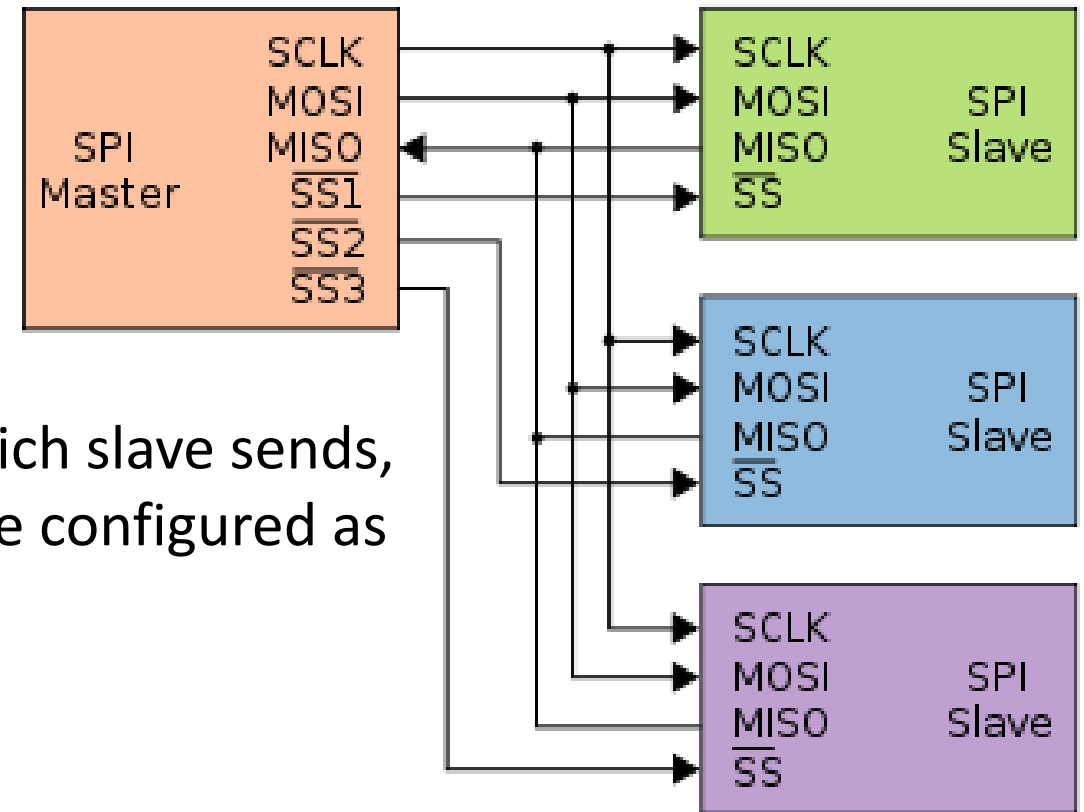 SCLK
MOSI
MISO
SS1
SS2
SS3
SPI
Master
SCLK
MOSI
MISO
SS
SPI
Slave
SCLK
MOSI
MISO
SS
SPI
Slave
ich slave sends,
e configured as
SCLK
MOSI
MISO
SS
SPI
Slave